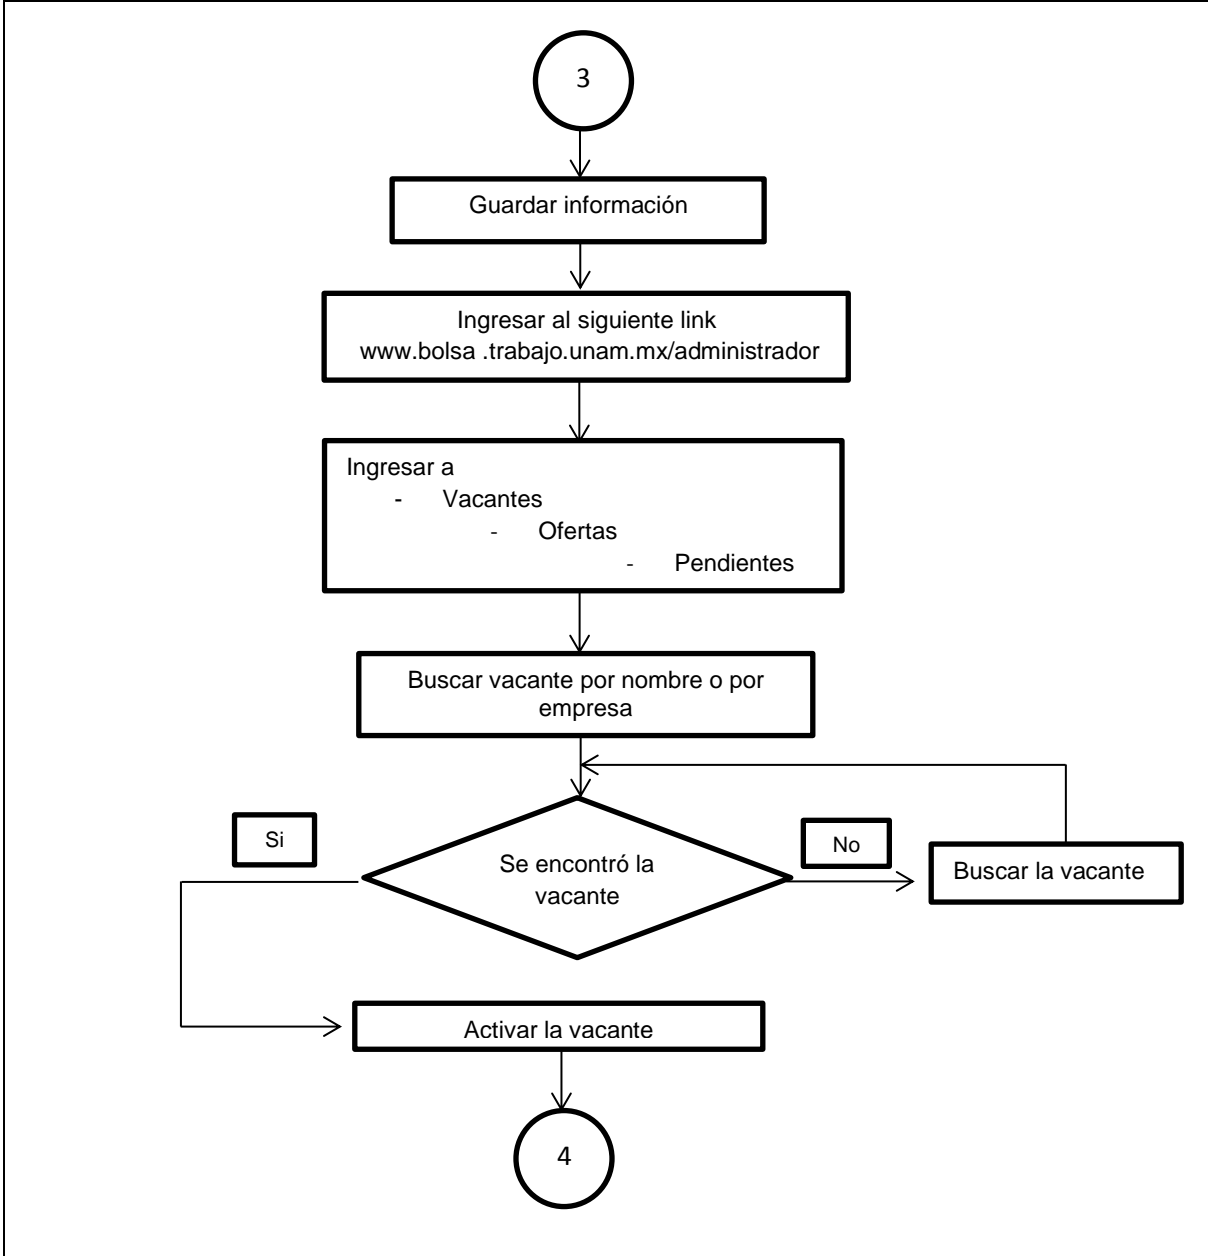 3
Guardar información
Ingresar al siguiente link
www.bolsa .trabajo.unam.mx/administrador
Ingresar a
- Vacantes
- Ofertas
- Pendientes
Buscar vacante por nombre o por
empresa
Si
No
Se encontró la
vacante
Buscar la vacante
Activar la vacante
4